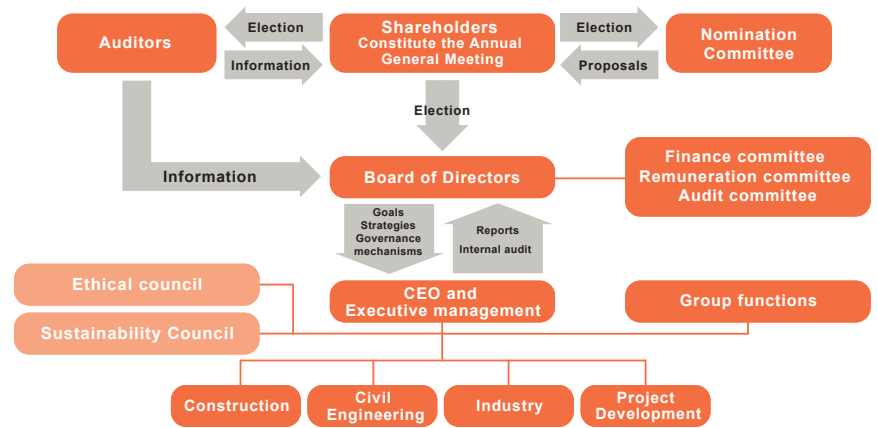 Auditors
Election
Information
Shareholders
Constitute the Annual
General Meeting
Election
Proposals
Nomination
Committee
Election
Information
Board of Directors
Finance committee
Remuneration committee
Audit committee
Goals
Strategies
Governance
mechanisms
Reports
Internal audit
Ethical council
Sustainability Council
CEO and
Executive management
Group functions
Construction
Civil
Engineering
Industry
Project
Development